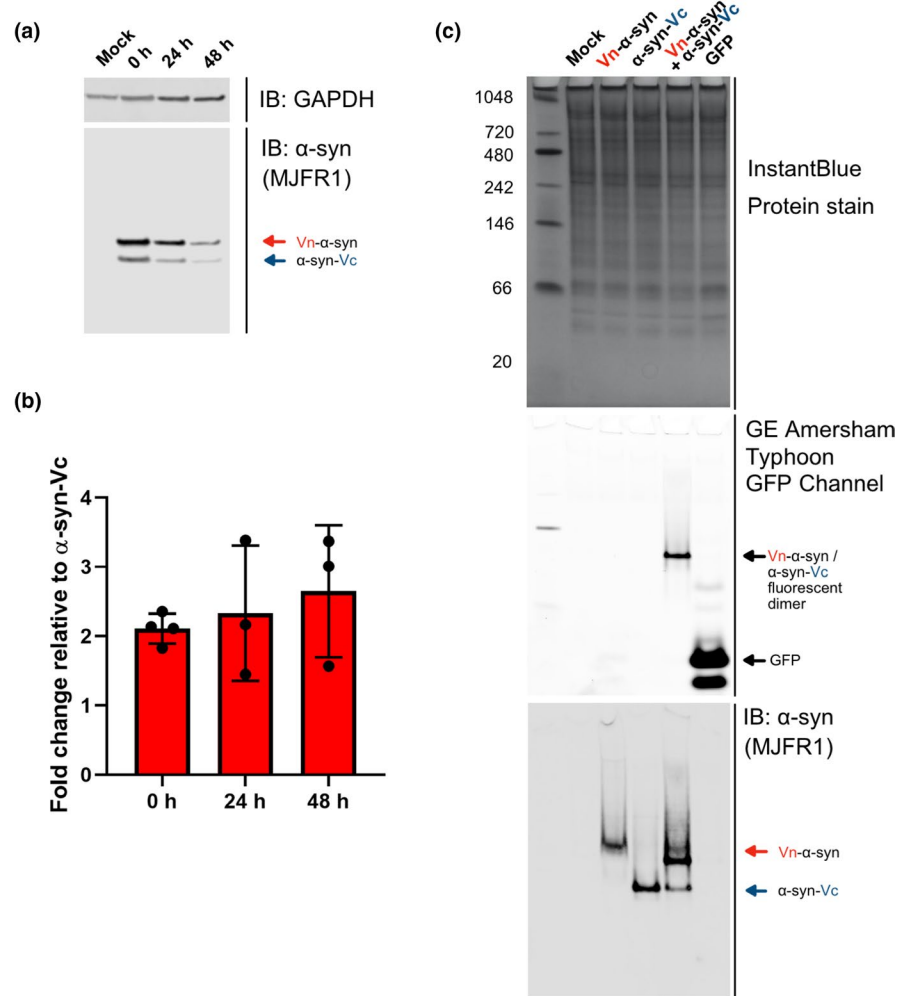 (a)
Mock
0 h
24 h
48 h
IB: GAPDH
IB: α-syn
(MJFR1)
Vn-α-syn
α-syn-Vc
(b)
Fold change relative to α-syn-Vc
4
3
2
1
0
0 h
24 h
48 h
(c)
Mock
Vn-α-syn
α-syn-Vc
Vn-α-syn
+ α-syn-Vc
GFP
1048
720
480
242
146
66
20
InstantBlue
Protein stain
GE Amersham
Typhoon
GFP Channel
Vn-α-syn /
α-syn-Vc
fluorescent
dimer
GFP
IB: α-syn
(MJFR1)
Vn-α-syn
α-syn-Vc